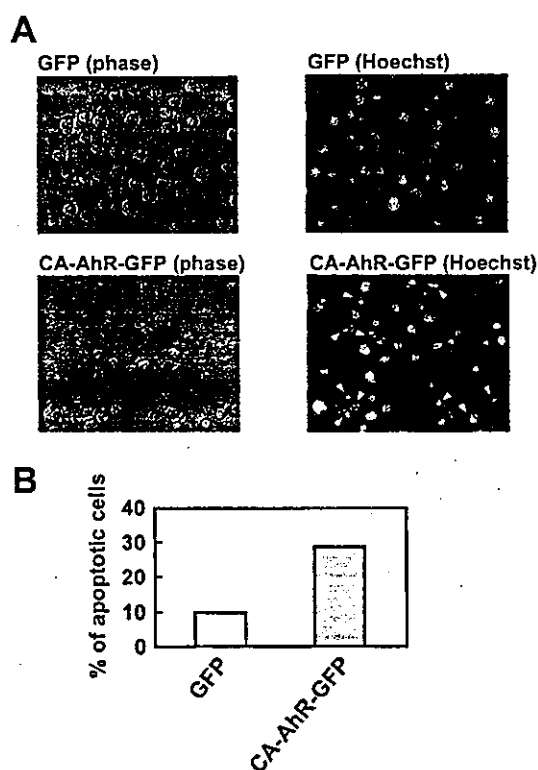 A
GFP (phase)
GFP (Hoechst)
CA-AhR-GFP (phase)
CA-AhR-GFP (Hoechst)
B
% of apoptotic cells
40
30
20
10
0
GFP
CA-AhR-GFP